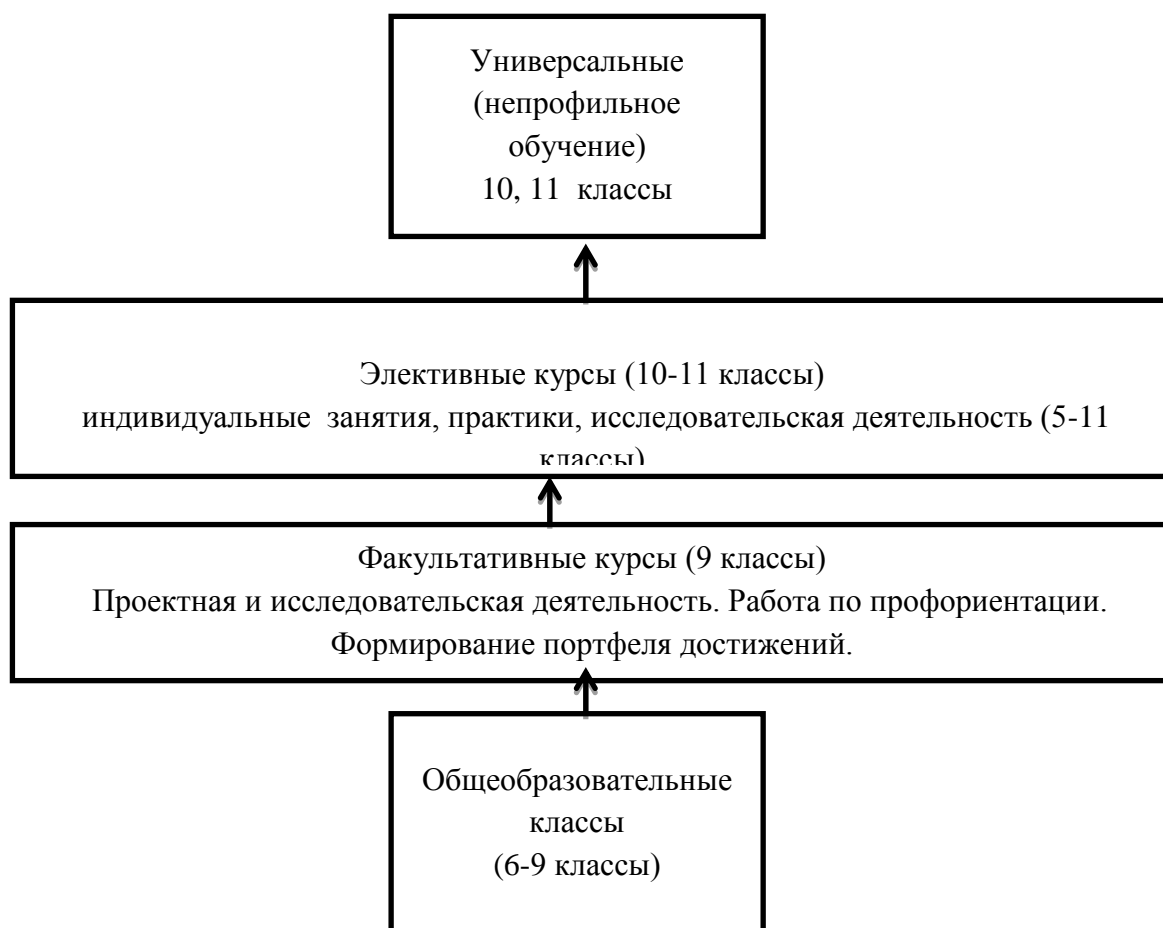 Универсальные
(непрофильное
обучение)
10, 11 классы
Элективные курсы (10-11 классы)
индивидуальные занятия, практики, исследовательская деятельность (5-11
классы)
Факультативные курсы (9 классы)
Проектная и исследовательская деятельность. Работа по профориентации.
Формирование портфеля достижений.
Общеобразовательные
классы
(6-9 классы)